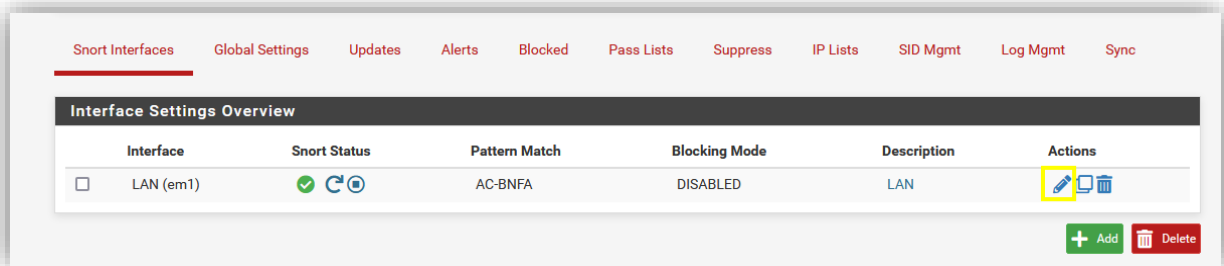 Snort Interfaces Global Settings Updates Alerts Blocked Pass Lists Suppress IP Lists SID Mgmt Log Mgmt Sync
Interface Settings Overview
Interface Snort Status Pattern Match Blocking Mode Description Actions
LAN (em1) AC-BNFA DISABLED LAN
Add Delete